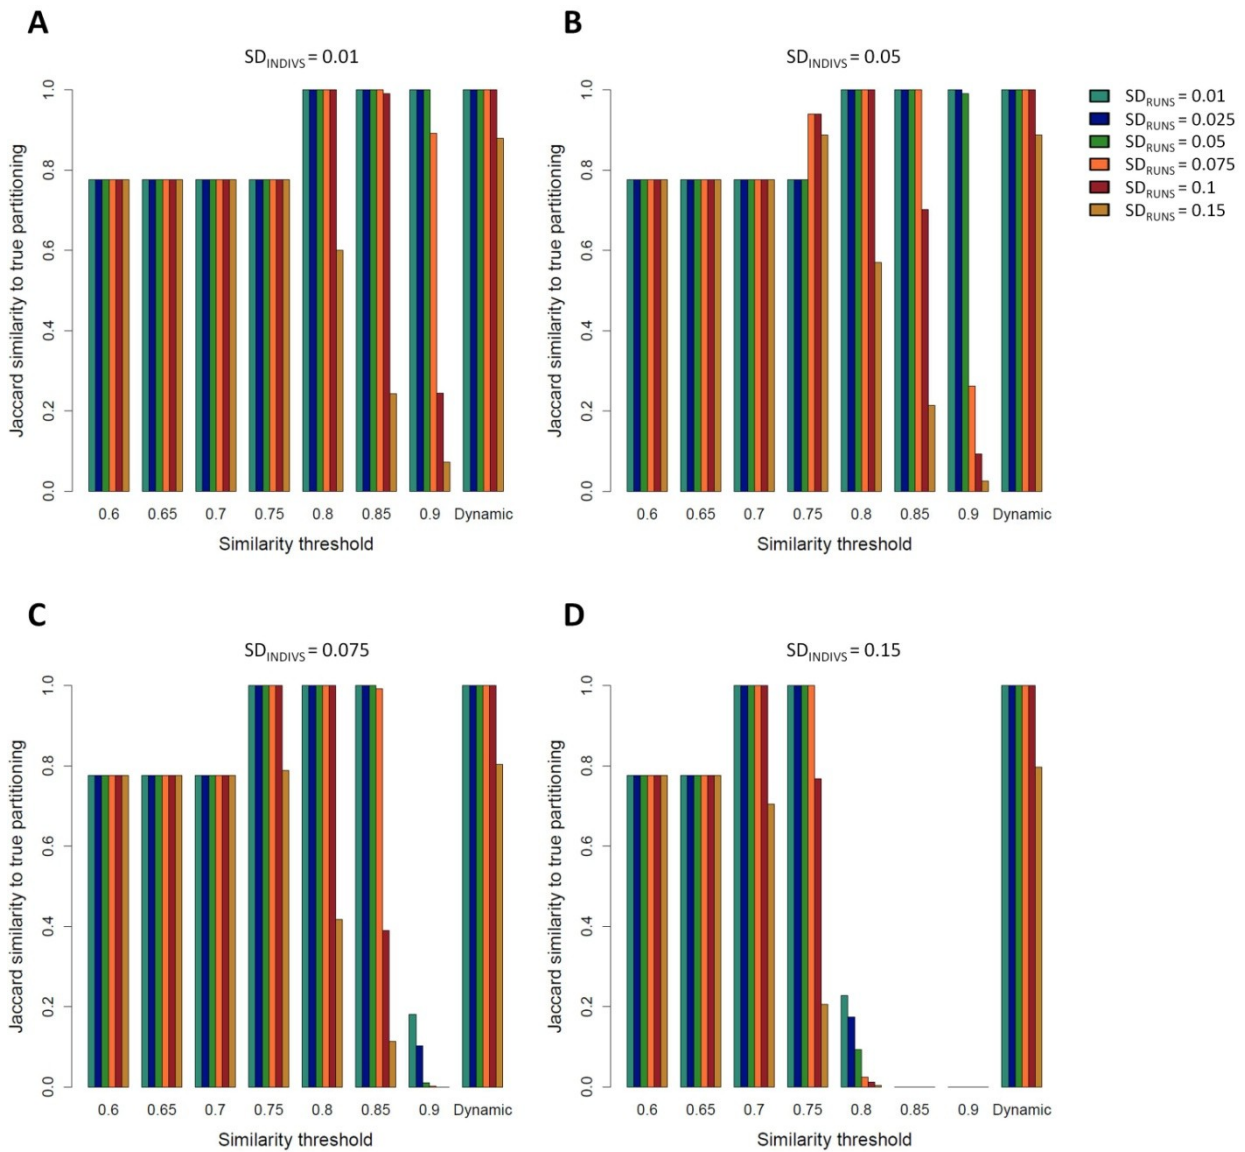 A
SD_INDIVS = 0.01
Jaccard similarity to true partitioning
1.0
0.8
0.6
0.4
0.2
0.0
0.6 0.65 0.7 0.75 0.8 0.85 0.9 Dynamic
Similarity threshold
B
SD_INDIVS = 0.05
Jaccard similarity to true partitioning
1.0
0.8
0.6
0.4
0.2
0.0
0.6 0.65 0.7 0.75 0.8 0.85 0.9 Dynamic
Similarity threshold
SD_RUNS = 0.01
SD_RUNS = 0.025
SD_RUNS = 0.05
SD_RUNS = 0.075
SD_RUNS = 0.1
SD_RUNS = 0.15
C
SD_INDIVS = 0.075
Jaccard similarity to true partitioning
1.0
0.8
0.6
0.4
0.2
0.0
0.6 0.65 0.7 0.75 0.8 0.85 0.9 Dynamic
Similarity threshold
D
SD_INDIVS = 0.15
Jaccard similarity to true partitioning
1.0
0.8
0.6
0.4
0.2
0.0
0.6 0.65 0.7 0.75 0.8 0.85 0.9 Dynamic
Similarity threshold